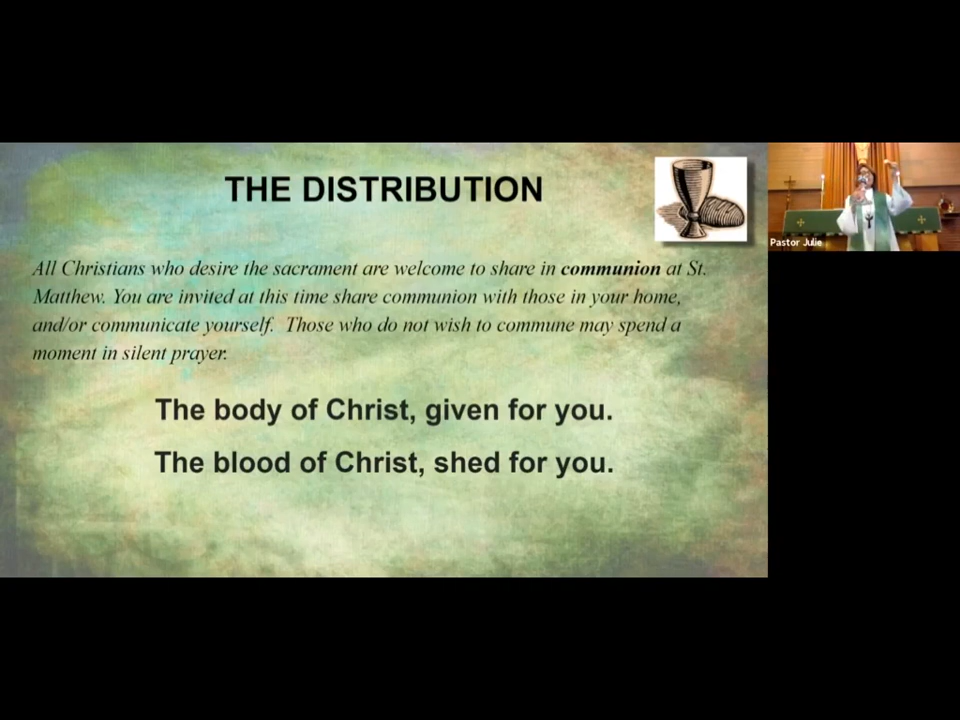 THE DISTRIBUTION
All Christians who desire the sacrament are welcome to share in communion at St.
Matthew. You are invited at this time share communion with those in your home,
and/or communicate yourself.  Those who do not wish to commune may spend a
moment in silent prayer.
The body of Christ, given for you.
The blood of Christ, shed for you.
Pastor Julie